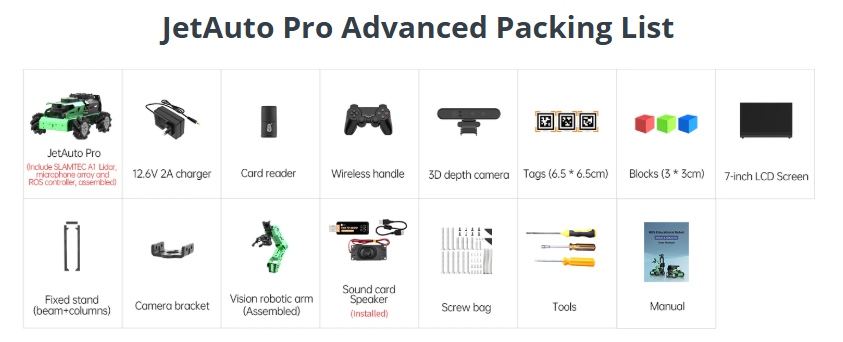 JetAuto Pro Advanced Packing List
JetAuto Pro
(Include SLAMTEC A1 Lidar,
microphone array and
ROS controller, assembled)
12.6V 2A charger
Card reader
Wireless handle
3D depth camera
Tags (6.5 * 6.5cm)
Blocks (3 * 3cm)
7-inch LCD Screen
Fixed stand
(beam+columns)
Camera bracket
Vision robotic arm
(Assembled)
Sound card
Speaker
(Installed)
Screw bag
Tools
Manual